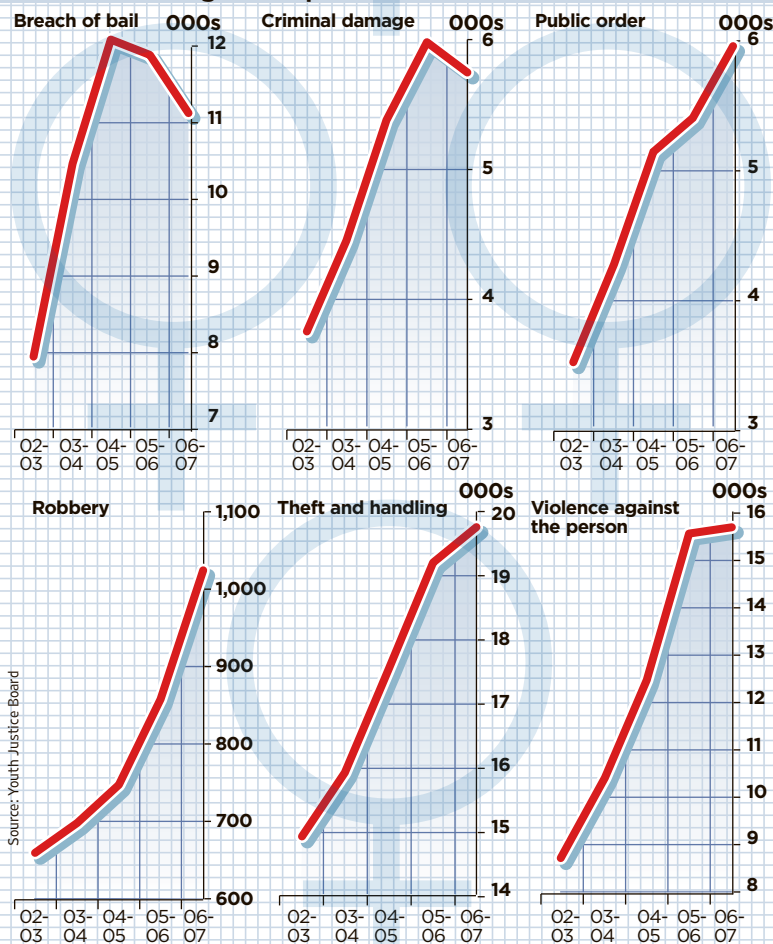 Breach of bail 000s
12
11
10
9
8
7
02-03 03-04 04-05 05-06 06-07
Criminal damage 000s
6
5
4
3
02-03 03-04 04-05 05-06 06-07
Public order 000s
6
5
4
3
02-03 03-04 04-05 05-06 06-07
Robbery
1,100
1,000
900
800
700
600
02-03 03-04 04-05 05-06 06-07
Theft and handling 000s
20
19
18
17
16
15
14
02-03 03-04 04-05 05-06 06-07
Violence against 000s
the person
16
15
14
13
12
11
10
9
8
02-03 03-04 04-05 05-06 06-07
Source: Youth Justice Board